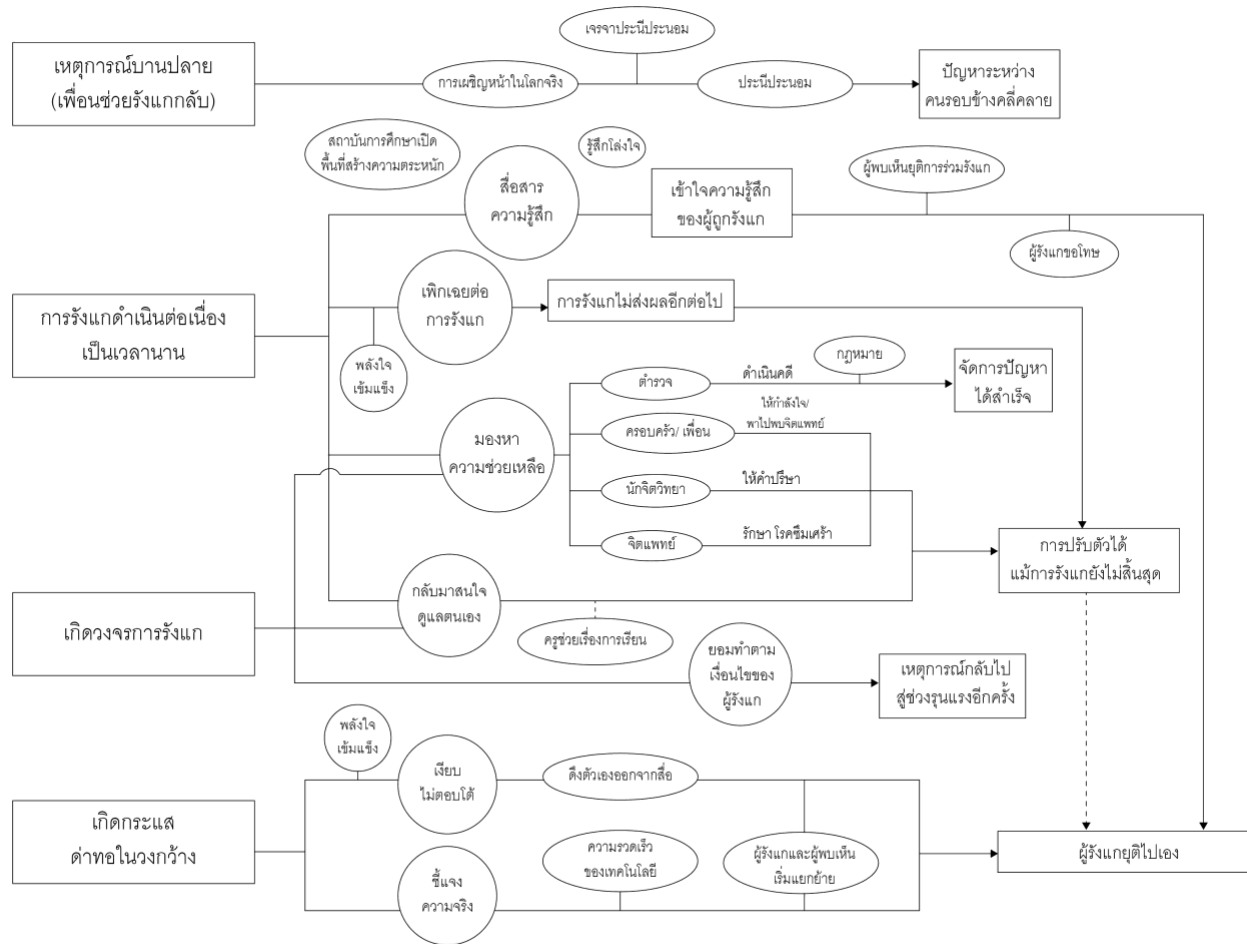 เจรจาประนีประนอม
เหตุการณ์บานปลาย
(เพื่อนช่วยรังแกกลับ)
การเผชิญหน้าในโลกจริง
ประนีประนอม
ปัญหาระหว่าง
คนรอบข้างคลี่คลาย
สถาบันการศึกษาเปิด
พื้นที่สร้างความตระหนัก
รู้สึกโล่งใจ
สื่อสาร
ความรู้สึก
เข้าใจความรู้สึก
ของผู้ถูกรังแก
ผู้พบเห็นยุติการร่วมรังแก
ผู้รังแกขอโทษ
การรังแกดำเนินต่อเนื่อง
เป็นเวลานาน
เพิกเฉยต่อ
การรังแก
การรังแกไม่ส่งผลอีกต่อไป
พลังใจ
เข้มแข็ง
มองหา
ความช่วยเหลือ
ตำรวจ
ดำเนินคดี
กฎหมาย
จัดการปัญหา
ได้สำเร็จ
ครอบครัว/ เพื่อน
ให้กำลังใจ/
พาไปพบจิตแพทย์
นักจิตวิทยา
ให้คำปรึษา
จิตแพทย์
รักษา โรคซึมเศร้า
การปรับตัวได้
แม้การรังแกยังไม่สิ้นสุด
เกิดวงจรการรังแก
กลับมาสนใจ
ดูแลตนเอง
ครูช่วยเรื่องการเรียน
ยอมทำตาม
เงื่อนไขของ
ผู้รังแก
เหตุการณ์กลับไป
สู่ช่วงรุนแรงอีกครั้ง
พลังใจ
เข้มแข็ง
เกิดกระแส
ด่าทอในวงกว้าง
เงียบ
ไม่ตอบโต้
ดึงตัวเองออกจากสื่อ
ชี้แจง
ความจริง
ความรวดเร็ว
ของเทคโนโลยี
ผู้รังแกและผู้พบเห็น
เริ่มแยกย้าย
ผู้รังแกยุติไปเอง